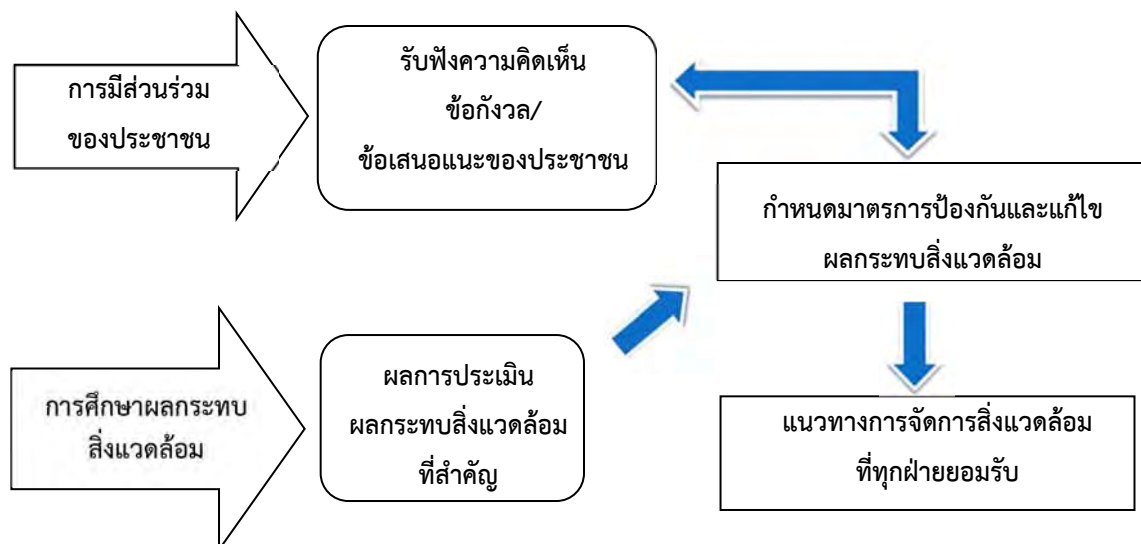 การมีส่วนร่วม
ของประชาชน
รับฟังความคิดเห็น
ข้อกังวล/
ข้อเสนอแนะของประชาชน
กำหนดมาตรการป้องกันและแก้ไข
ผลกระทบสิ่งแวดล้อม
การศึกษาผลกระทบ
สิ่งแวดล้อม
ผลการประเมิน
ผลกระทบสิ่งแวดล้อม
ที่สำคัญ
แนวทางการจัดการสิ่งแวดล้อม
ที่ทุกฝ่ายยอมรับ